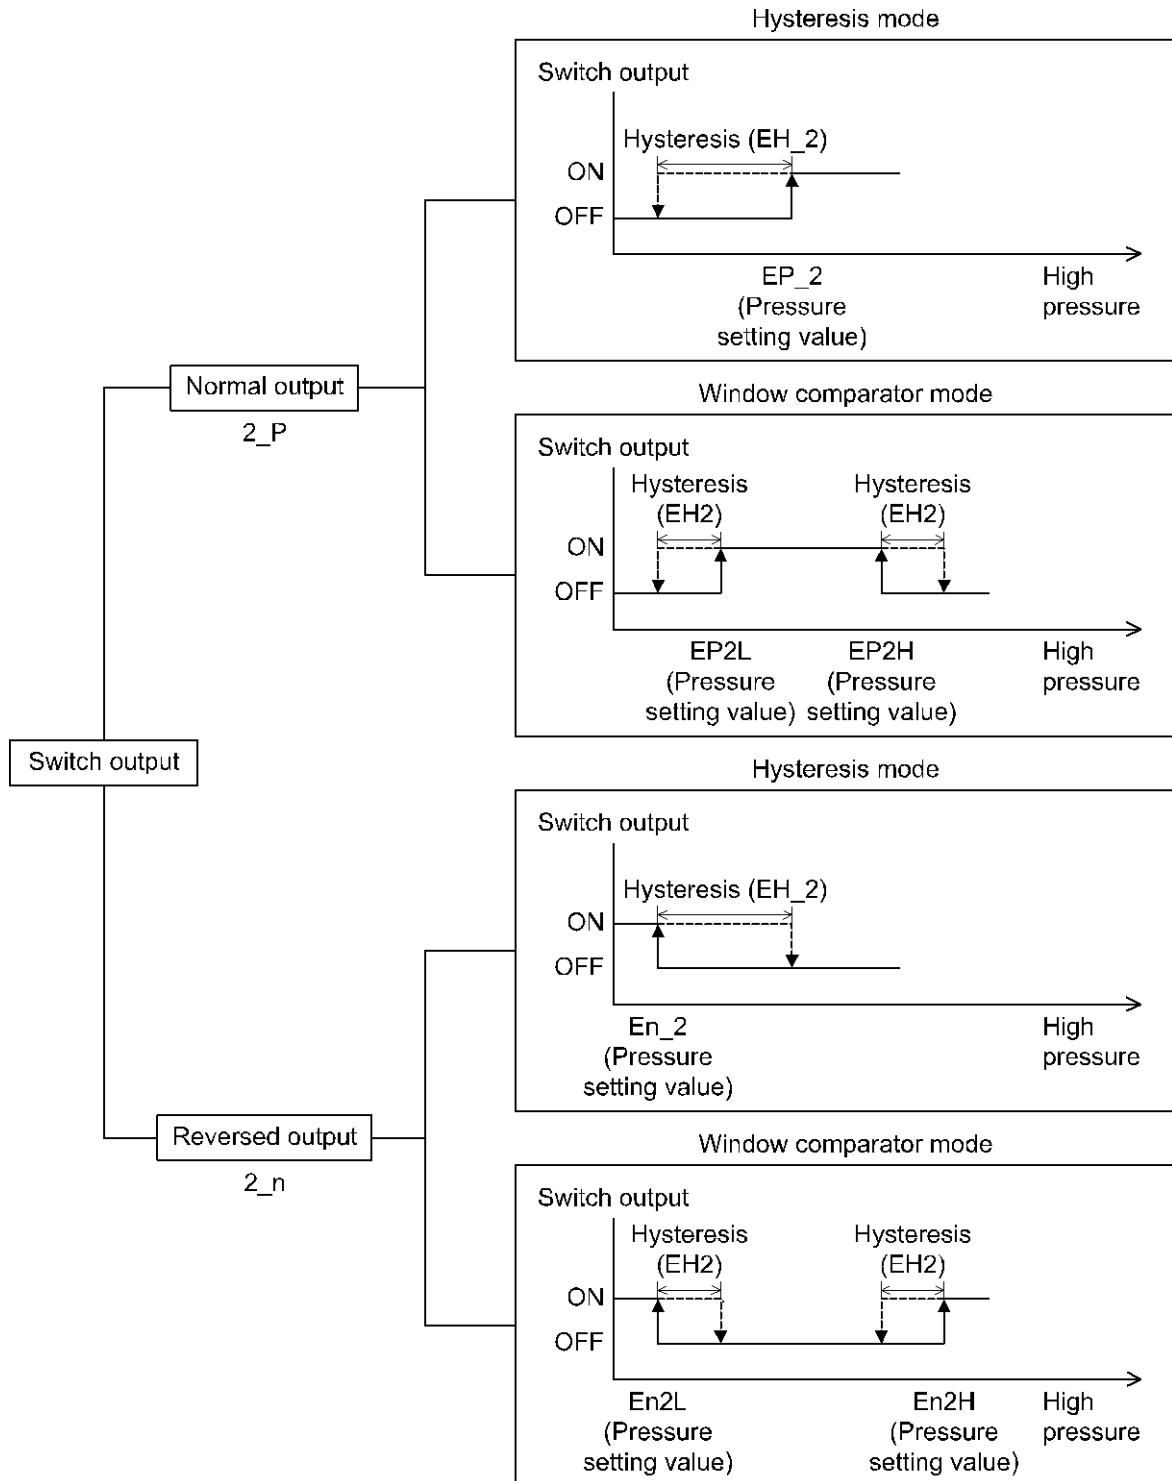 Hysteresis mode
Switch output
Hysteresis (EH_2)
ON
OFF
EP_2
(Pressure
setting value)
High
pressure
Normal output
2_P
Window comparator mode
Switch output
Hysteresis
(EH2)
Hysteresis
(EH2)
ON
OFF
EP2L
(Pressure
setting value)
EP2H
(Pressure
setting value)
High
pressure
Switch output
Hysteresis mode
Switch output
Hysteresis (EH_2)
ON
OFF
En_2
(Pressure
setting value)
High
pressure
Reversed output
2_n
Window comparator mode
Switch output
Hysteresis
(EH2)
Hysteresis
(EH2)
ON
OFF
En2L
(Pressure
setting value)
En2H
(Pressure
setting value)
High
pressure